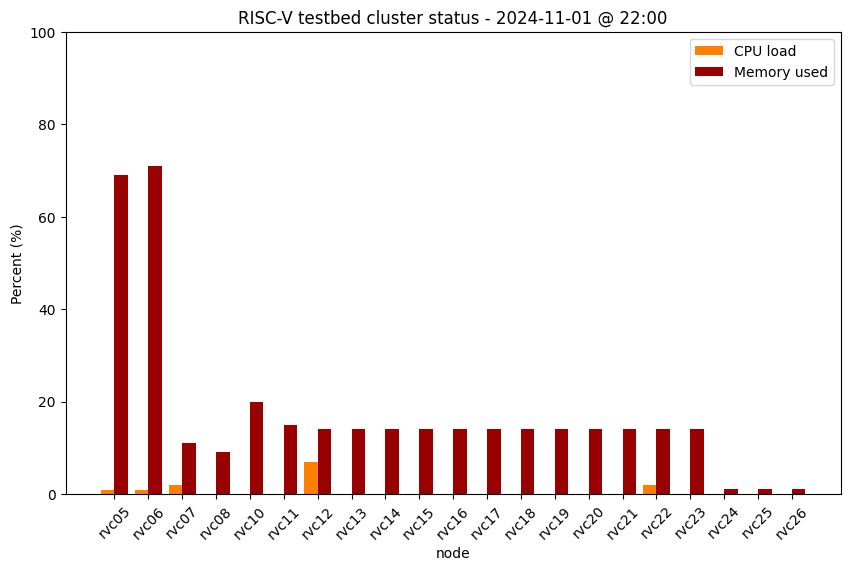 RISC-V testbed cluster status - 2024-11-01 @ 22:00
CPU load
Memory used
Percent (%)
100
80
60
40
20
0
rvc05
rvc06
rvc07
rvc08
rvc10
rvc11
rvc12
rvc13
rvc14
rvc15
rvc16
rvc17
rvc18
rvc19
rvc20
rvc21
rvc22
rvc23
rvc24
rvc25
rvc26
node